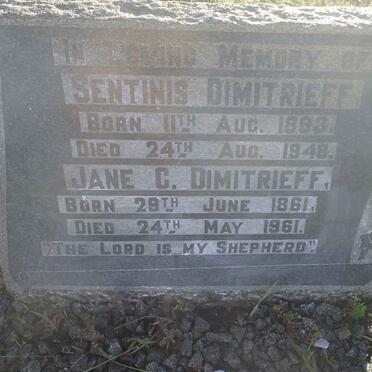 IN LOVING MEMORY OF
SENTINIS DIMITRIEFF
BORN 11TH AUG.
DIED 24TH AUG. 1948.
JANE C. DIMITRIEFF.
BORN 29TH JUNE 1861.
DIED 24TH MAY 1961.
"THE LORD IS MY SHEPHERD"